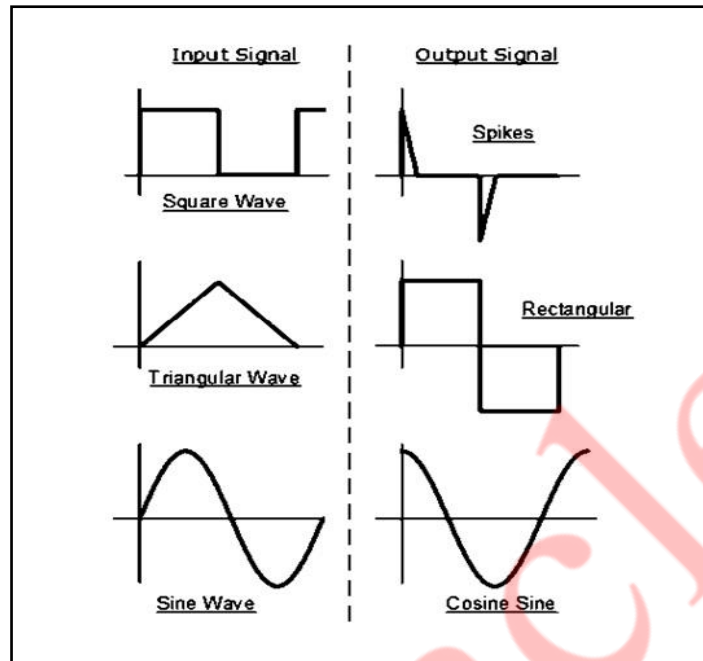 Input Signal
Output Signal
Spikes
Square Wave
Rectangular
Triangular Wave
Sine Wave
Cosine Sine